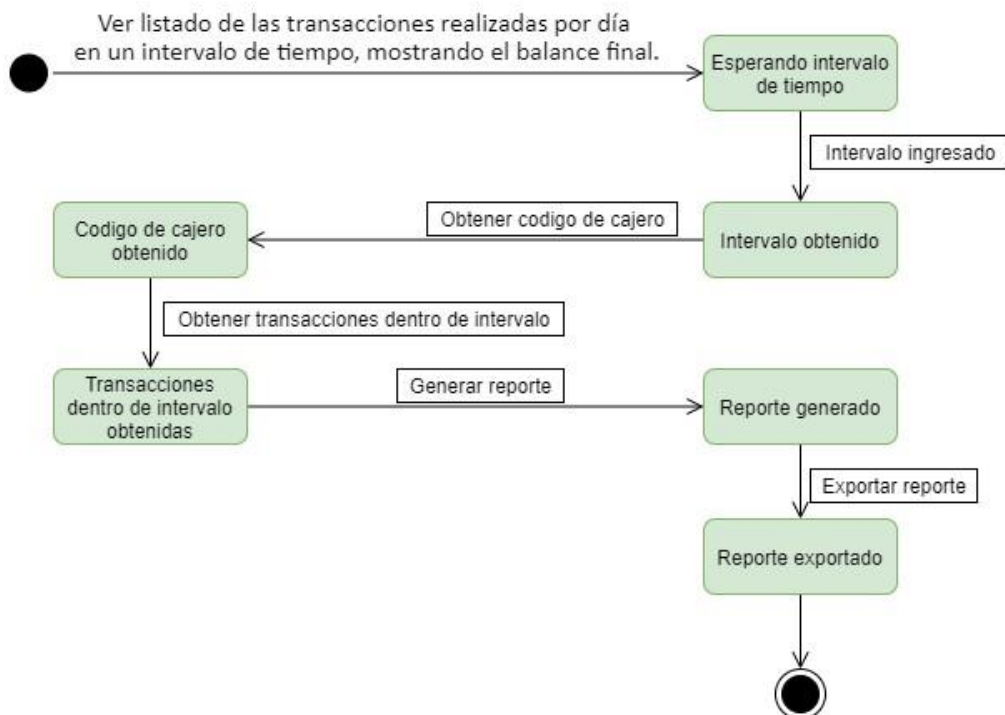 Ver listado de las transacciones realizadas por día
en un intervalo de tiempo, mostrando el balance final.
Esperando intervalo
de tiempo
Intervalo ingresado
Intervalo obtenido
Obtener codigo de cajero
Codigo de cajero
obtenido
Obtener transacciones dentro de intervalo
Transacciones
dentro de intervalo
obtenidas
Generar reporte
Reporte generado
Exportar reporte
Reporte exportado